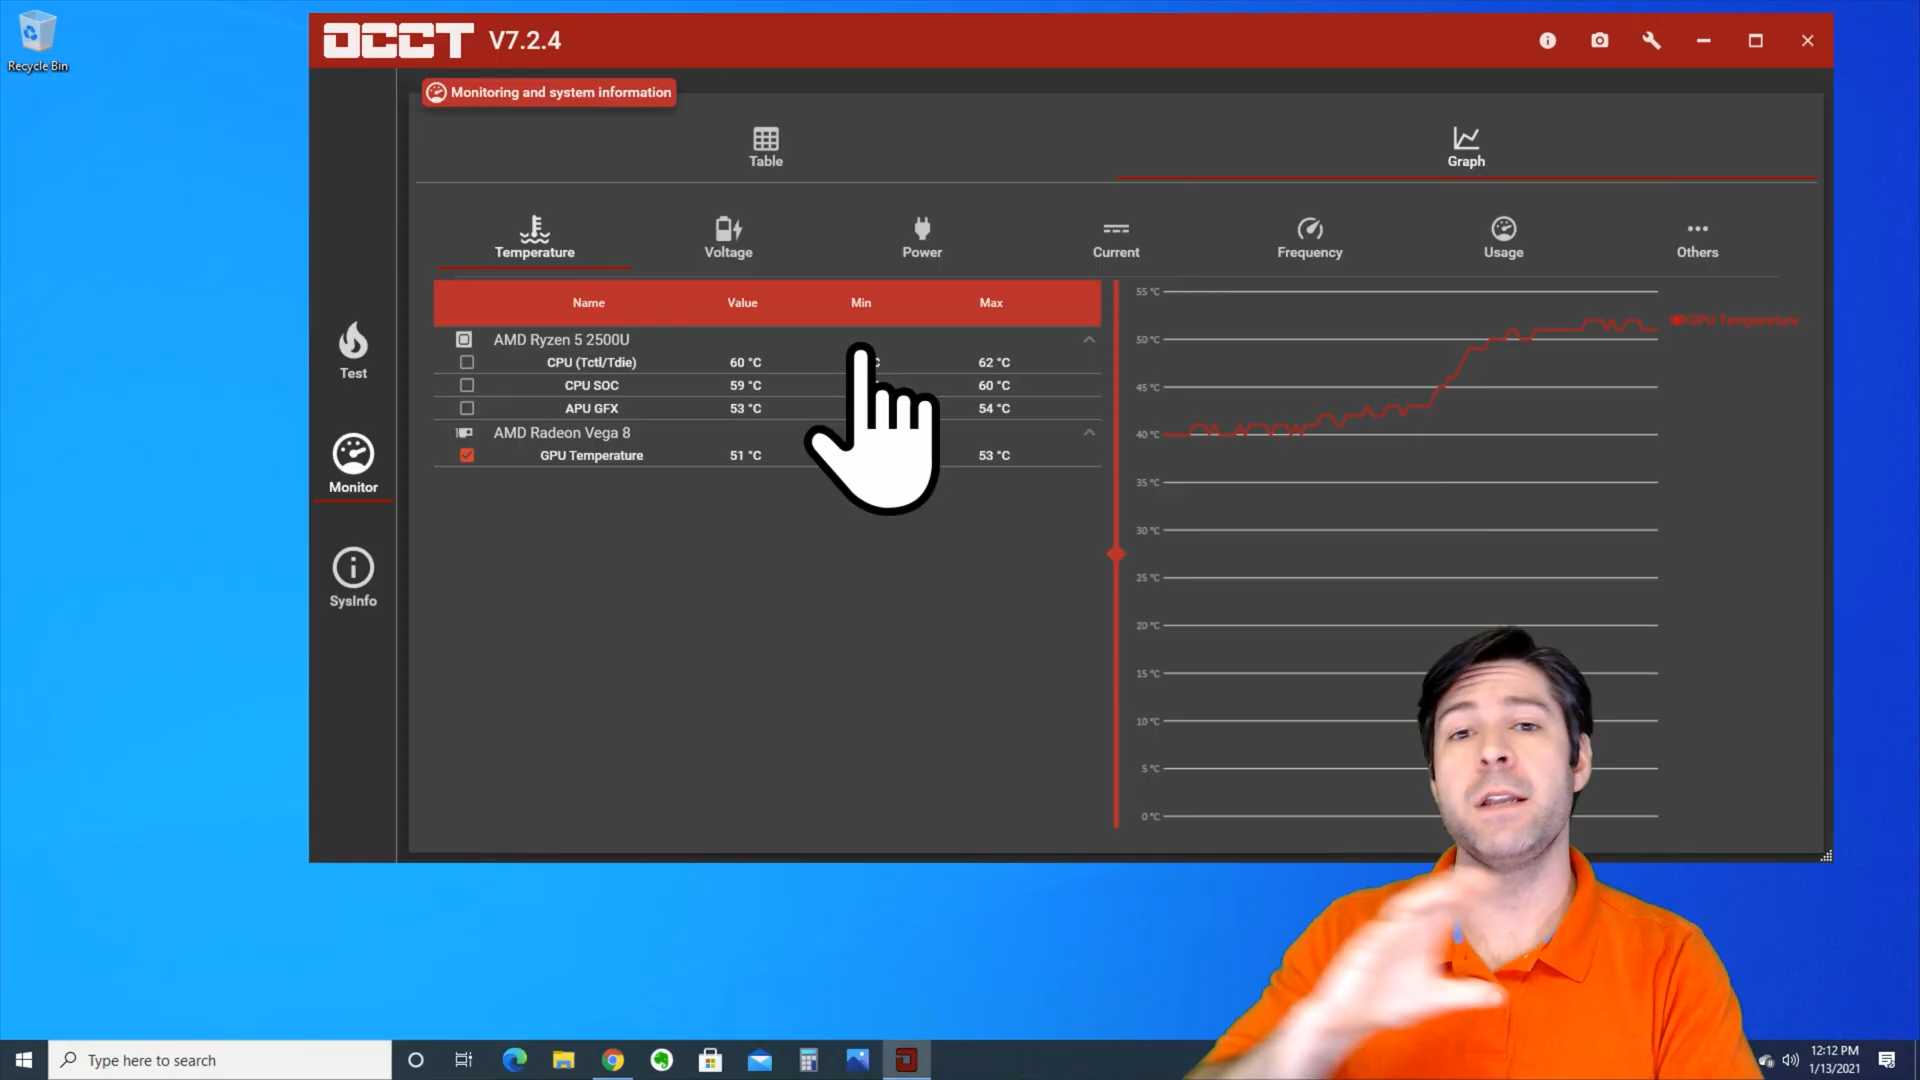 Recycle Bin
OCCT V7.2.4
Monitoring and system information
Table
Graph
Temperature
Voltage
Power
Current
Frequency
Usage
Others
Name Value Min Max
AMD Ryzen 5 2500U
CPU (Tctl/Tdie) 60 °C 62 °C
CPU SOC 59 °C 60 °C
APU GFX 53 °C 54 °C
AMD Radeon Vega 8
GPU Temperature 51 °C 53 °C
Test
Monitor
SysInfo
55 °C
50 °C
45 °C
40 °C
35 °C
30 °C
25 °C
20 °C
15 °C
10 °C
5 °C
0 °C
GPU Temperature
Type here to search
12:12 PM
1/13/2021